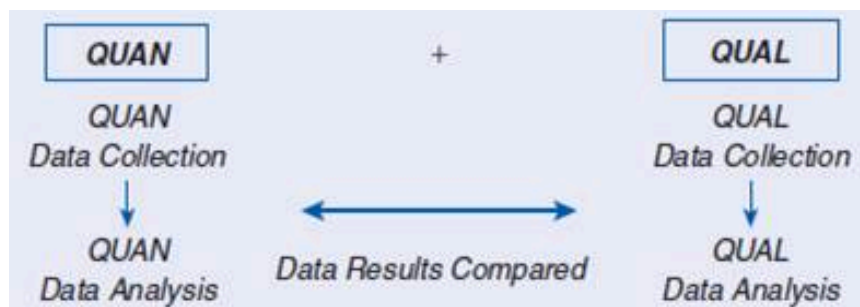 QUAN + QUAL
QUAN
Data Collection
QUAL
Data Collection
QUAN
Data Analysis
Data Results Compared
QUAL
Data Analysis